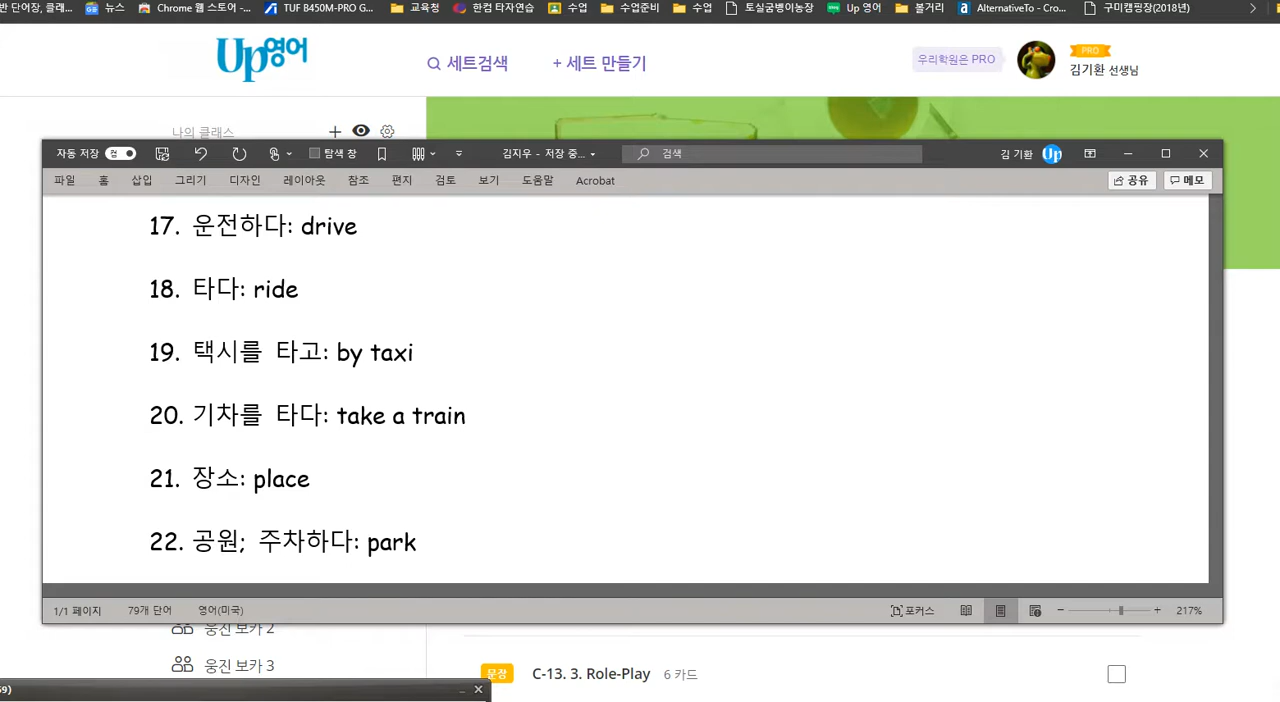 반 단어장, 클래... 뉴스 Chrome 웹 스토어 -... TUF B450M-PRO G... 교육청 한컴 타자연습 수업 수업준비 수업 토실굼벵이농장 Up 영어 볼거리 AlternativeTo - Cro... 구미캠핑장(2018년)
Up영어 세트검색 + 세트 만들기 우리학원은 PRO PRO
김기환 선생님
나의 클래스
자동 저장 컴 탐색 창 김지우 - 저장 중... 검색 김 기환 Up
파일 홈 삽입 그리기 디자인 레이아웃 참조 편지 검토 보기 도움말 Acrobat 공유 메모
17. 운전하다: drive
18. 타다: ride
19. 택시를 타고: by taxi
20. 기차를 타다: take a train
21. 장소: place
22. 공원; 주차하다: park
1/1 페이지 79개 단어 영어(미국) 포커스 217%
웅진 보카 2
웅진 보카 3
문장 C-13. 3. Role-Play 6 카드